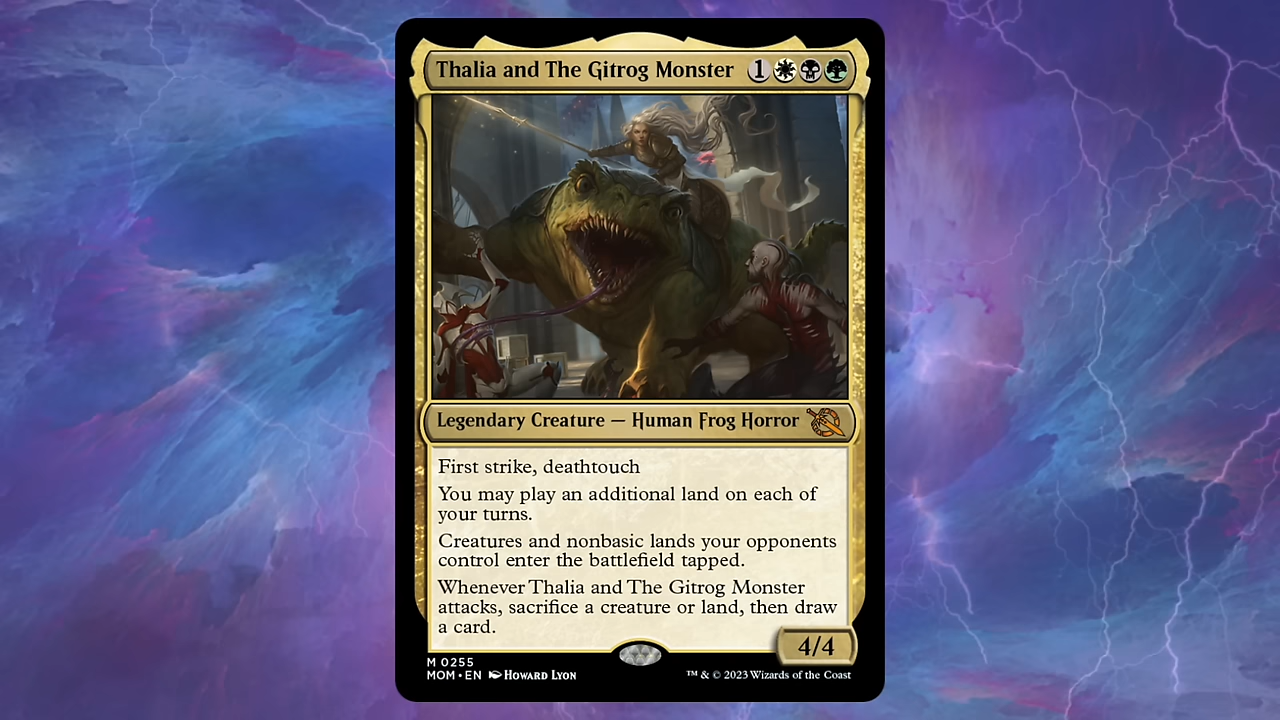 Thalia and The Gitrog Monster 1
Legendary Creature — Human Frog Horror
First strike, deathtouch
You may play an additional land on each of
your turns.
Creatures and nonbasic lands your opponents
control enter the battlefield tapped.
Whenever Thalia and The Gitrog Monster
attacks, sacrifice a creature or land, then draw
a card.
4/4
M 0255
MOM • EN Howard Lyon
™ & © 2023 Wizards of the Coast